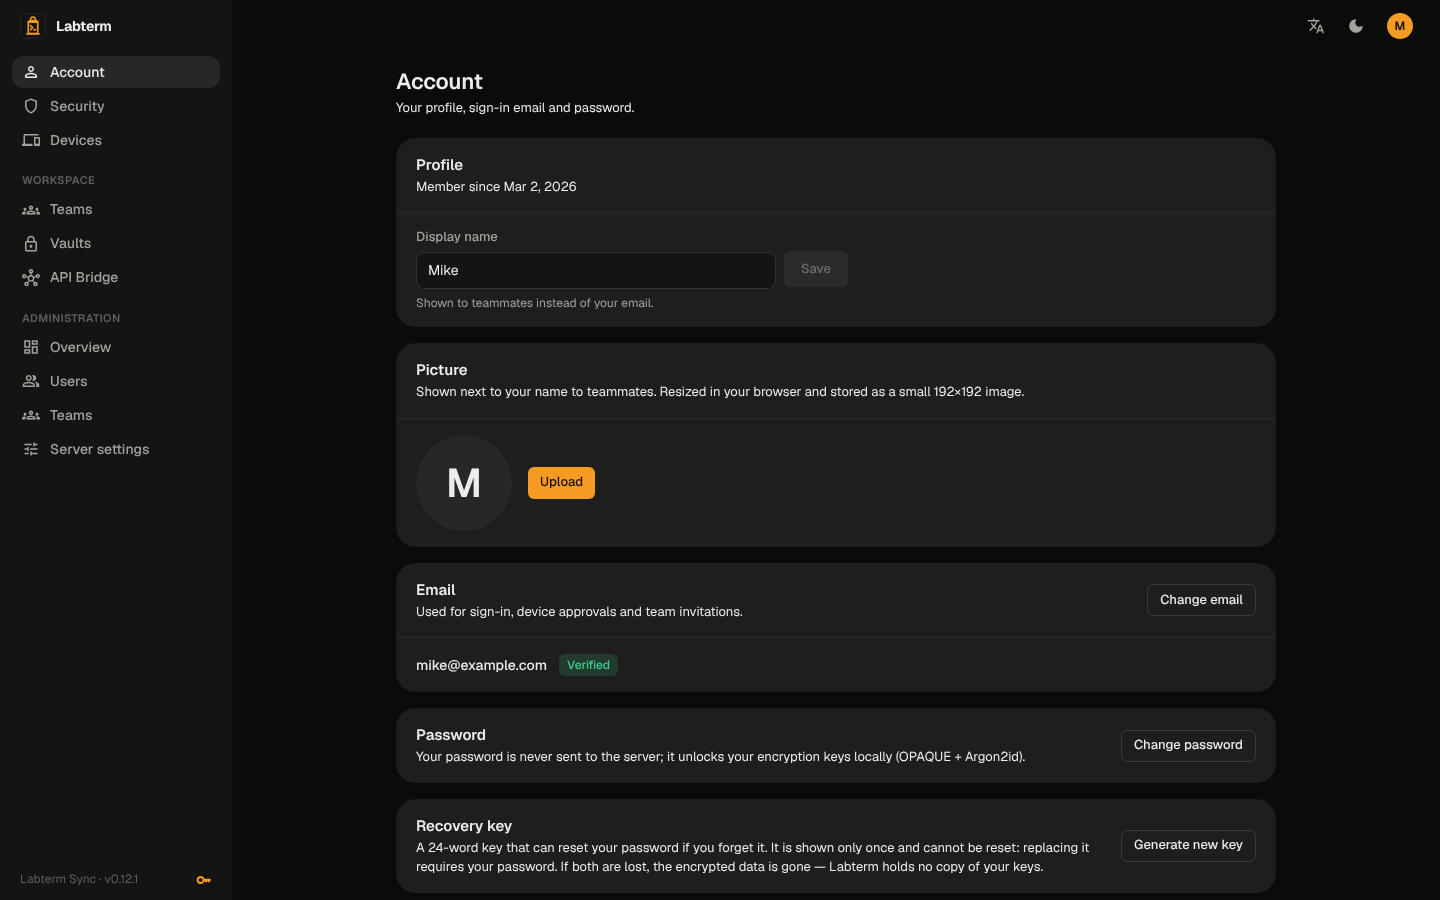 Labterm
M
Account
Security
Devices
WORKSPACE
Teams
Vaults
API Bridge
ADMINISTRATION
Overview
Users
Teams
Server settings
Labterm Sync · v0.12.1
Account
Your profile, sign-in email and password.
Profile
Member since Mar 2, 2026
Display name
Mike
Save
Shown to teammates instead of your email.
Picture
Shown next to your name to teammates. Resized in your browser and stored as a small 192×192 image.
M
Upload
Email
Used for sign-in, device approvals and team invitations.
Change email
mike@example.com
Verified
Password
Your password is never sent to the server; it unlocks your encryption keys locally (OPAQUE + Argon2id).
Change password
Recovery key
A 24-word key that can reset your password if you forget it. It is shown only once and cannot be reset: replacing it
requires your password. If both are lost, the encrypted data is gone — Labterm holds no copy of your keys.
Generate new key